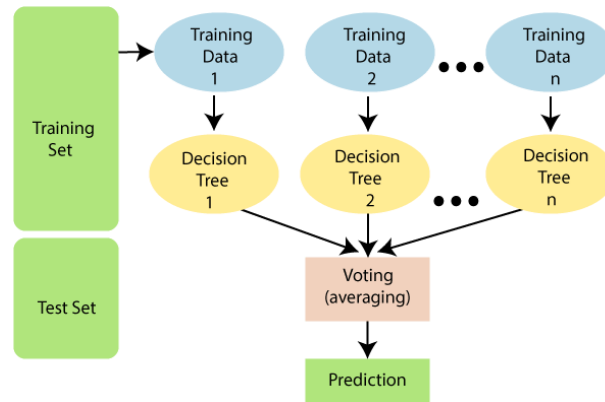 Training
Set
Training
Data
1
Training
Data
2
Training
Data
n
Decision
Tree
1
Decision
Tree
2
Decision
Tree
n
Test Set
Voting
(averaging)
Prediction